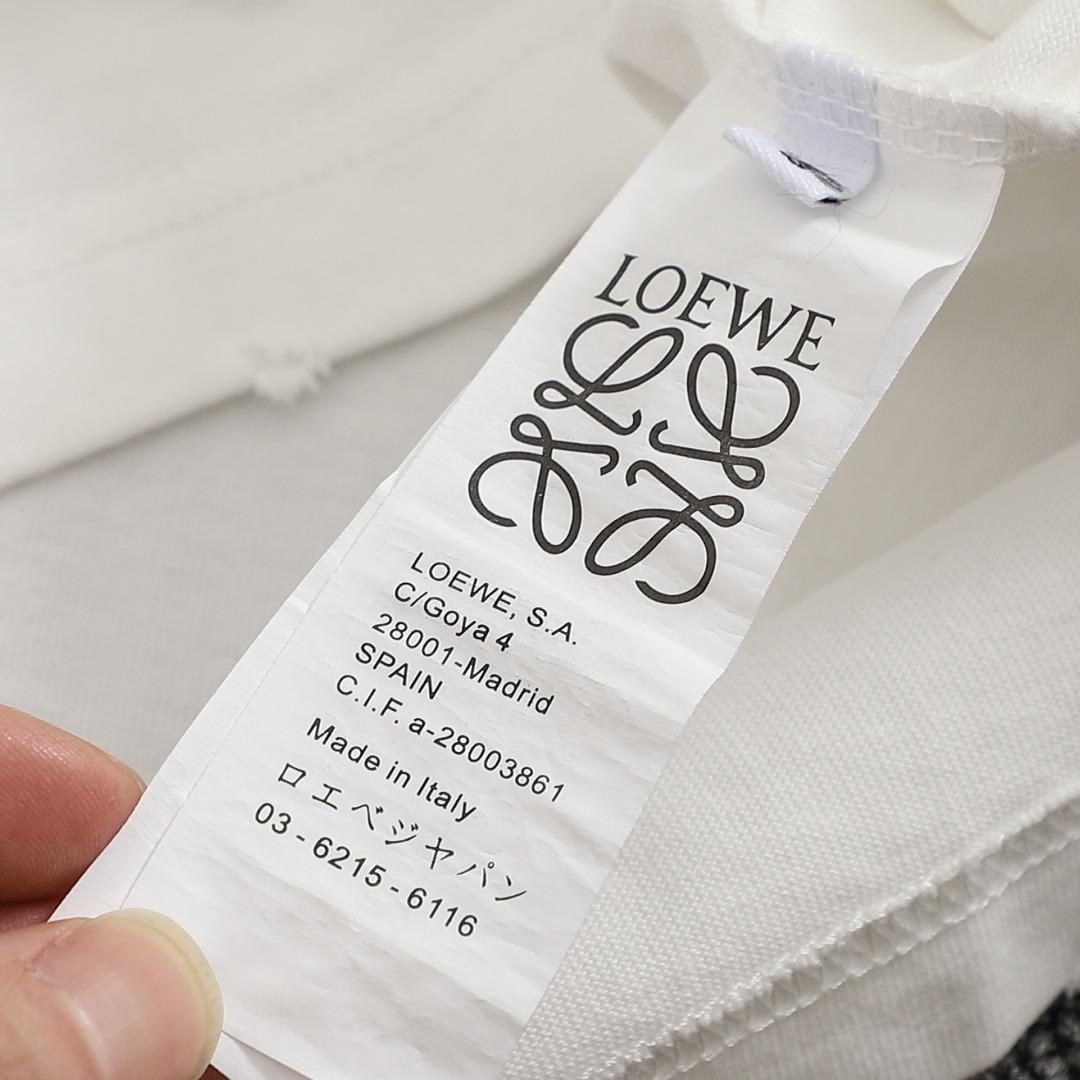 LOEWE
LOEWE, S.A.
C/Goya 4
28001-Madrid
SPAIN
C.I.F. a-28003861
Made in Italy
ロエベジヤパン
03 - 6215 - 6116